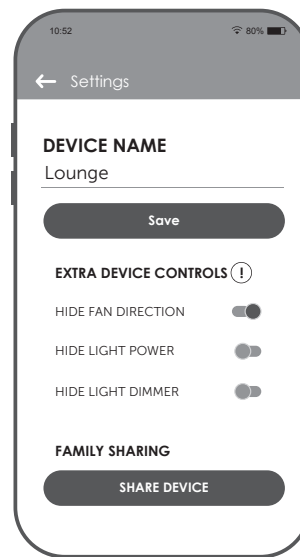 10:52 80%
Settings
DEVICE NAME
Lounge
Save
EXTRA DEVICE CONTROLS !
HIDE FAN DIRECTION
HIDE LIGHT POWER
HIDE LIGHT DIMMER
FAMILY SHARING
SHARE DEVICE